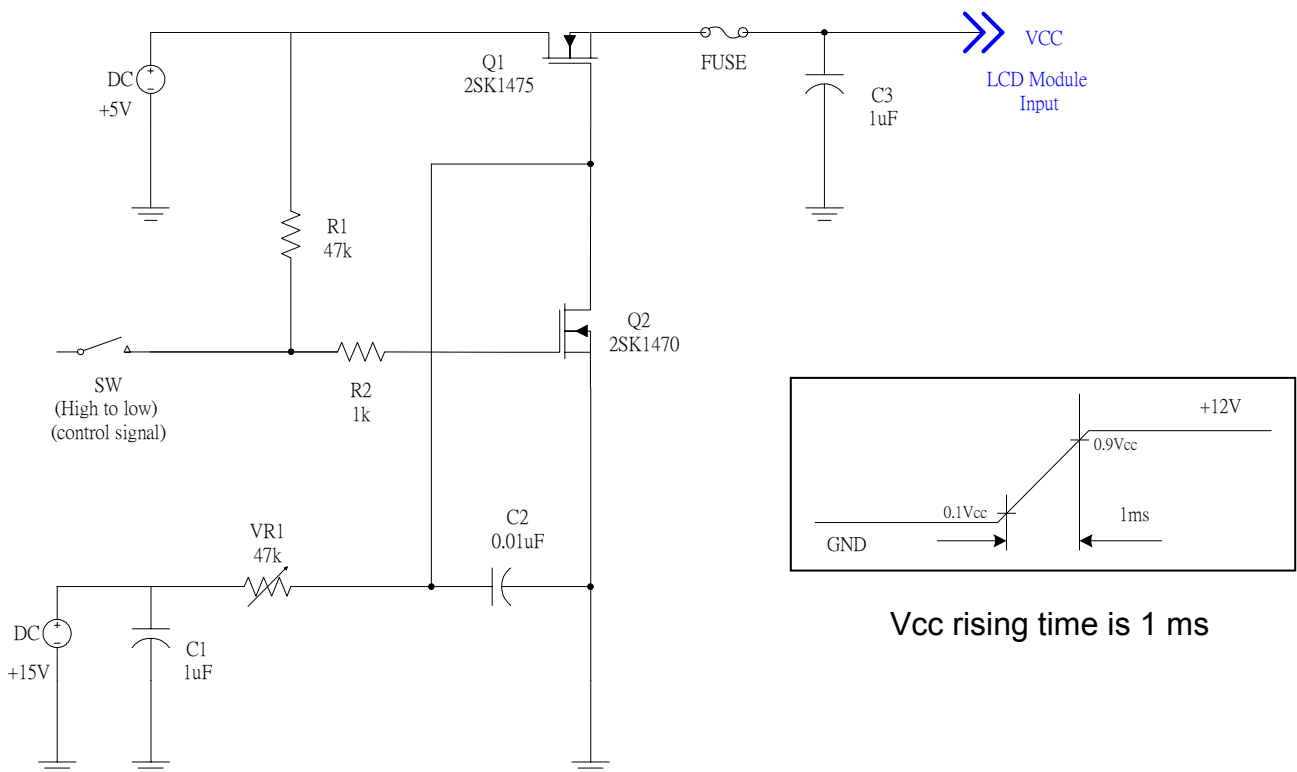 DC
+5V
+
–
Q1
2SK1475
FUSE
VCC
LCD Module
Input
C3
1uF
R1
47k
Q2
2SK1470
SW
(High to low)
(control signal)
R2
1k
VR1
47k
C2
0.01uF
DC
+15V
+
–
C1
1uF
+12V
0.9Vcc
0.1Vcc
1ms
GND
Vcc rising time is 1 ms